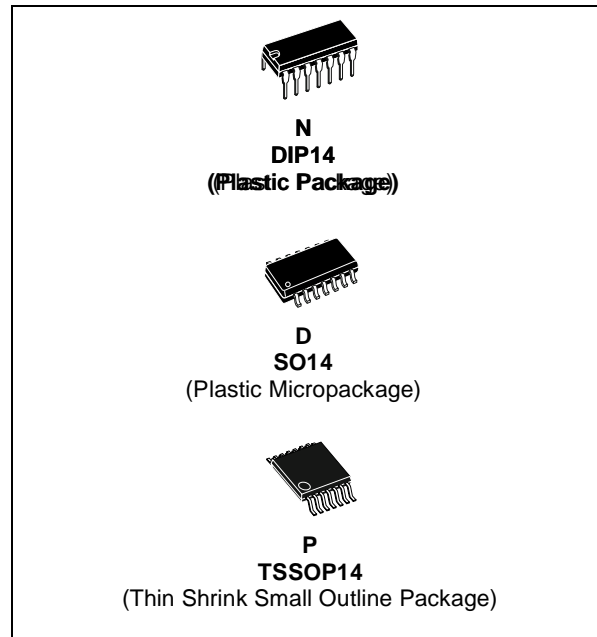 N
DIP14
(Plastic Package)
D
SO14
(Plastic Micropackage)
P
TSSOP14
(Thin Shrink Small Outline Package)